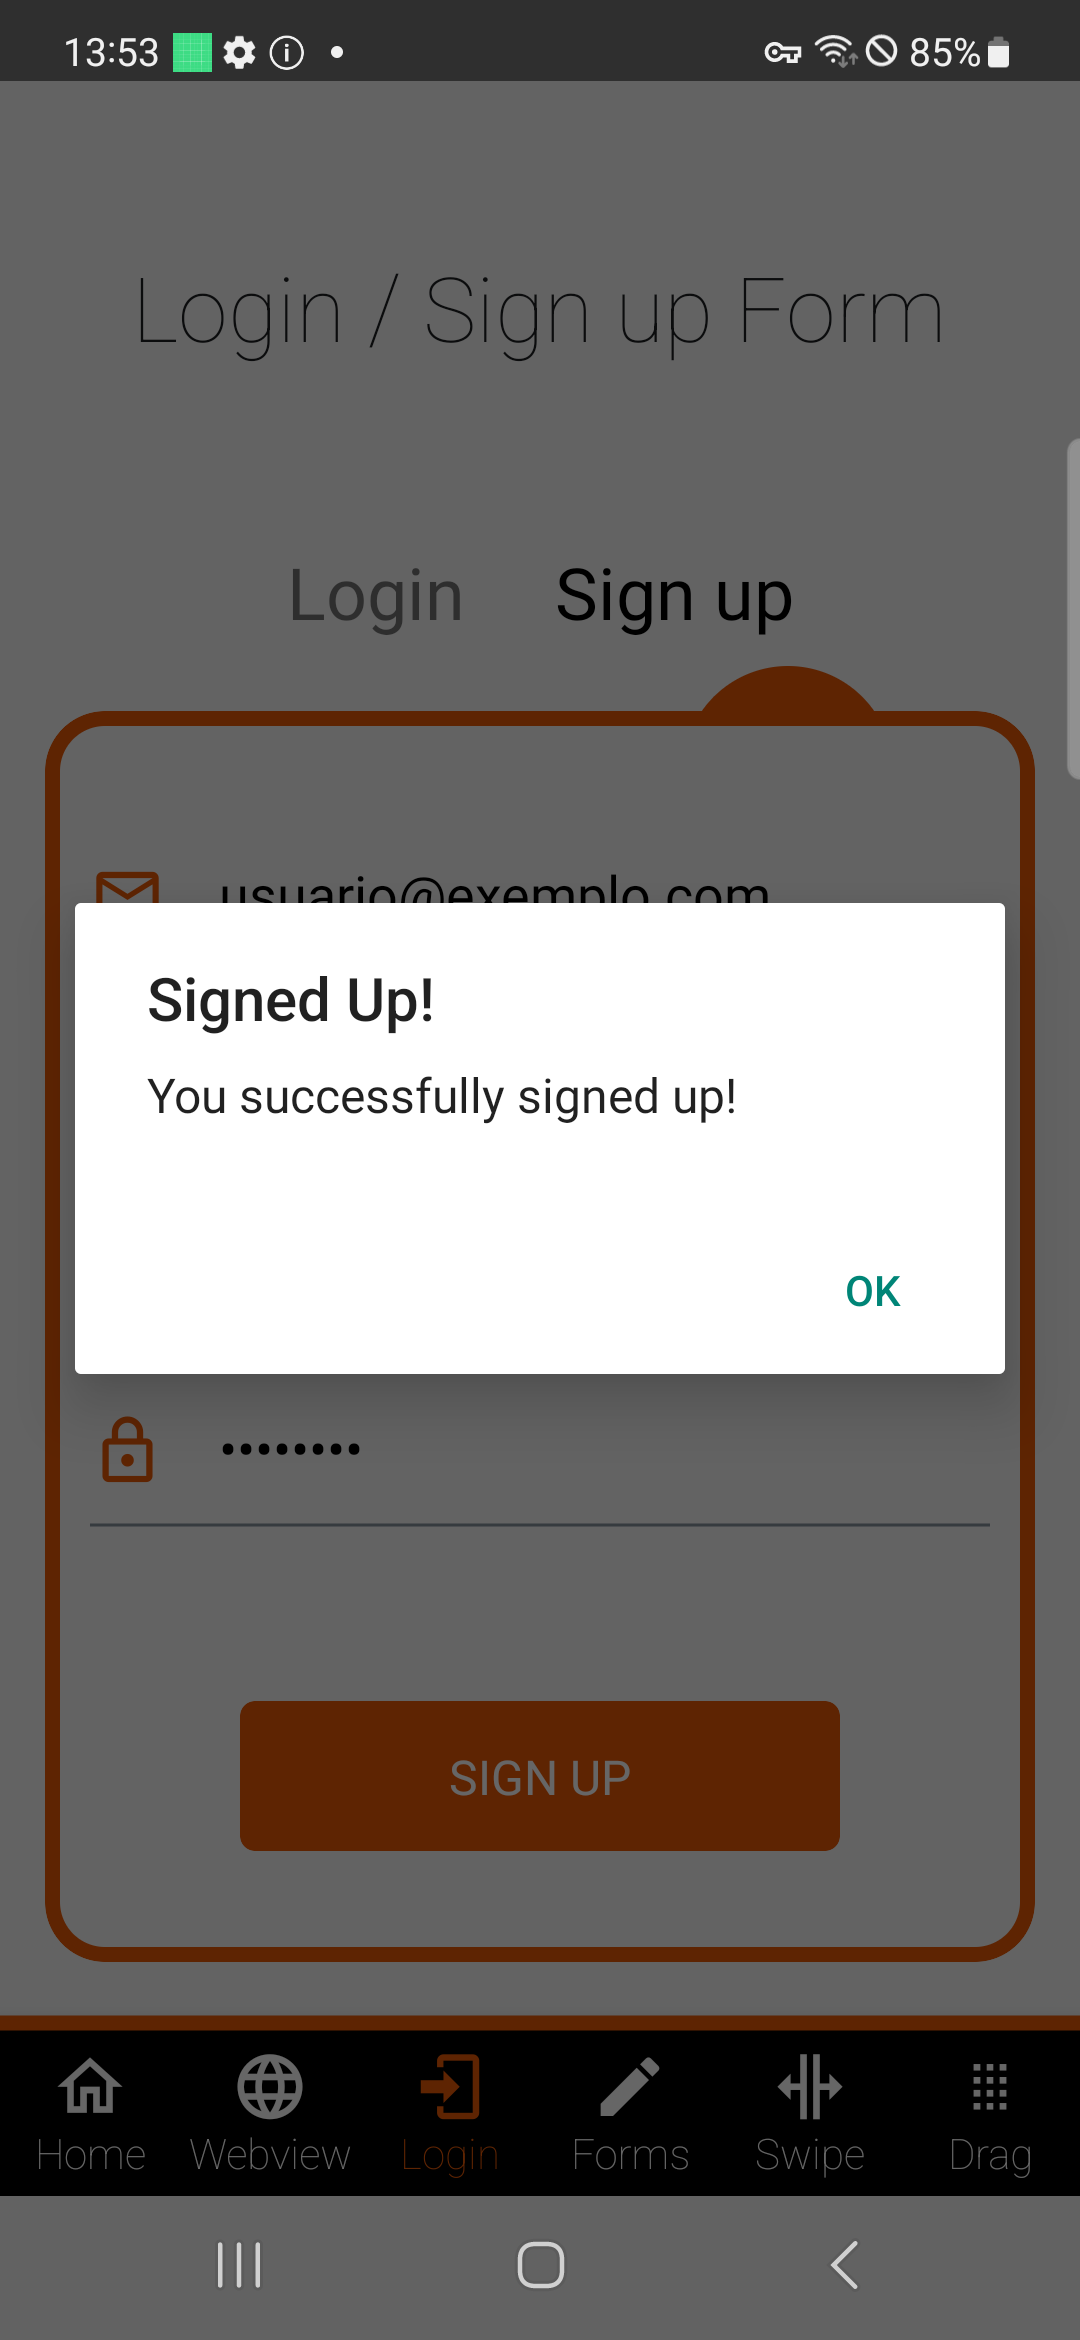 13:53 85%
Login / Sign up Form
Login Sign up
usuario@exemplo.com
Signed Up!
You successfully signed up!
OK
••••••••
SIGN UP
Home Webview Login Forms Swipe Drag